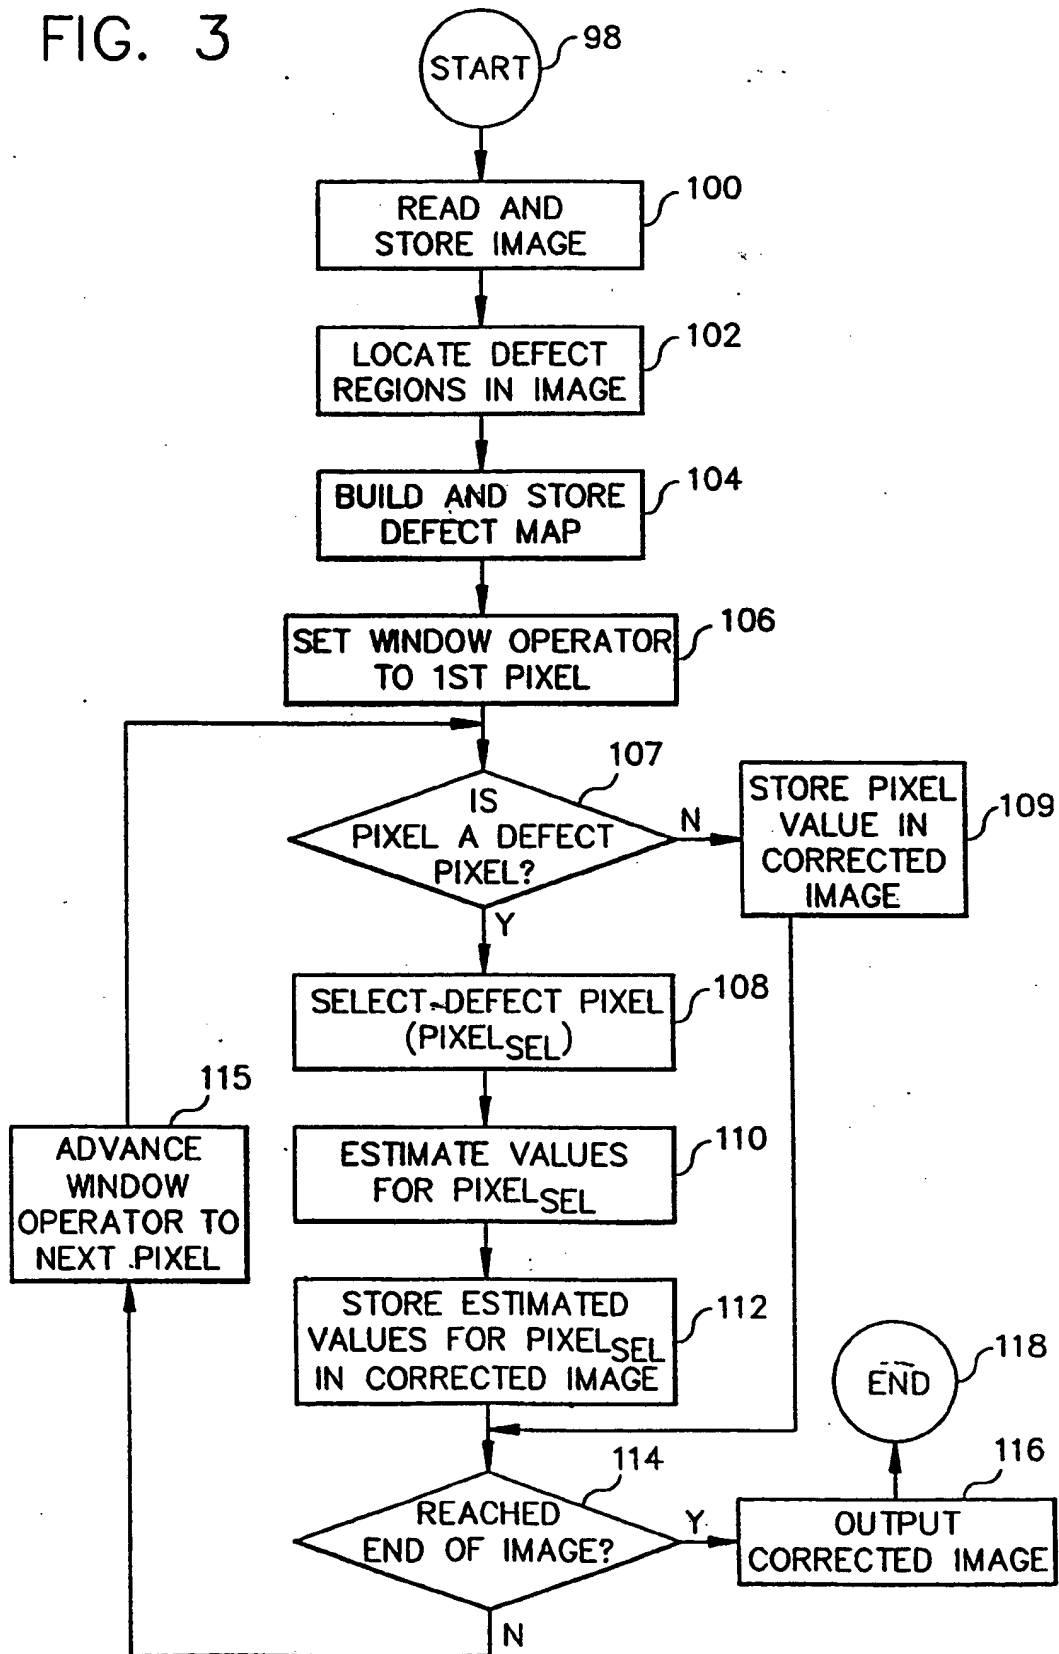 FIG. 3
START
98
READ AND
STORE IMAGE
100
LOCATE DEFECT
REGIONS IN IMAGE
102
BUILD AND STORE
DEFECT MAP
104
SET WINDOW OPERATOR
TO 1ST PIXEL
106
IS
PIXEL A DEFECT
PIXEL?
107
N
STORE PIXEL
VALUE IN
CORRECTED
IMAGE
109
Y
SELECT DEFECT PIXEL
(PIXELSEL)
108
ESTIMATE VALUES
FOR PIXELSEL
110
115
ADVANCE
WINDOW
OPERATOR TO
NEXT PIXEL
STORE ESTIMATED
VALUES FOR PIXELSEL
IN CORRECTED IMAGE
112
END
118
REACHED
END OF IMAGE?
114
Y
OUTPUT
CORRECTED IMAGE
116
N